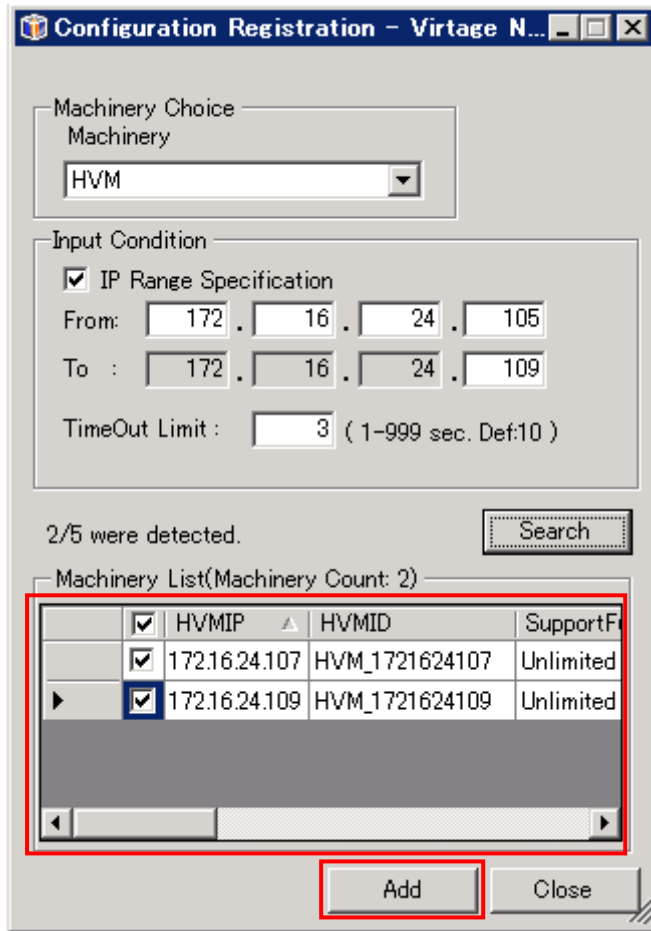 Configuration Registration - Virtage N...
Machinery Choice
Machinery
HVM
Input Condition
IP Range Specification
From: 172 . 16 . 24 . 105
To : 172 . 16 . 24 . 109
TimeOut Limit : 3 ( 1-999 sec. Def:10 )
2/5 were detected. Search
Machinery List(Machinery Count: 2)
HVMIP HVMID SupportF
172.16.24.107 HVM_1721624107 Unlimited
172.16.24.109 HVM_1721624109 Unlimited
Add Close